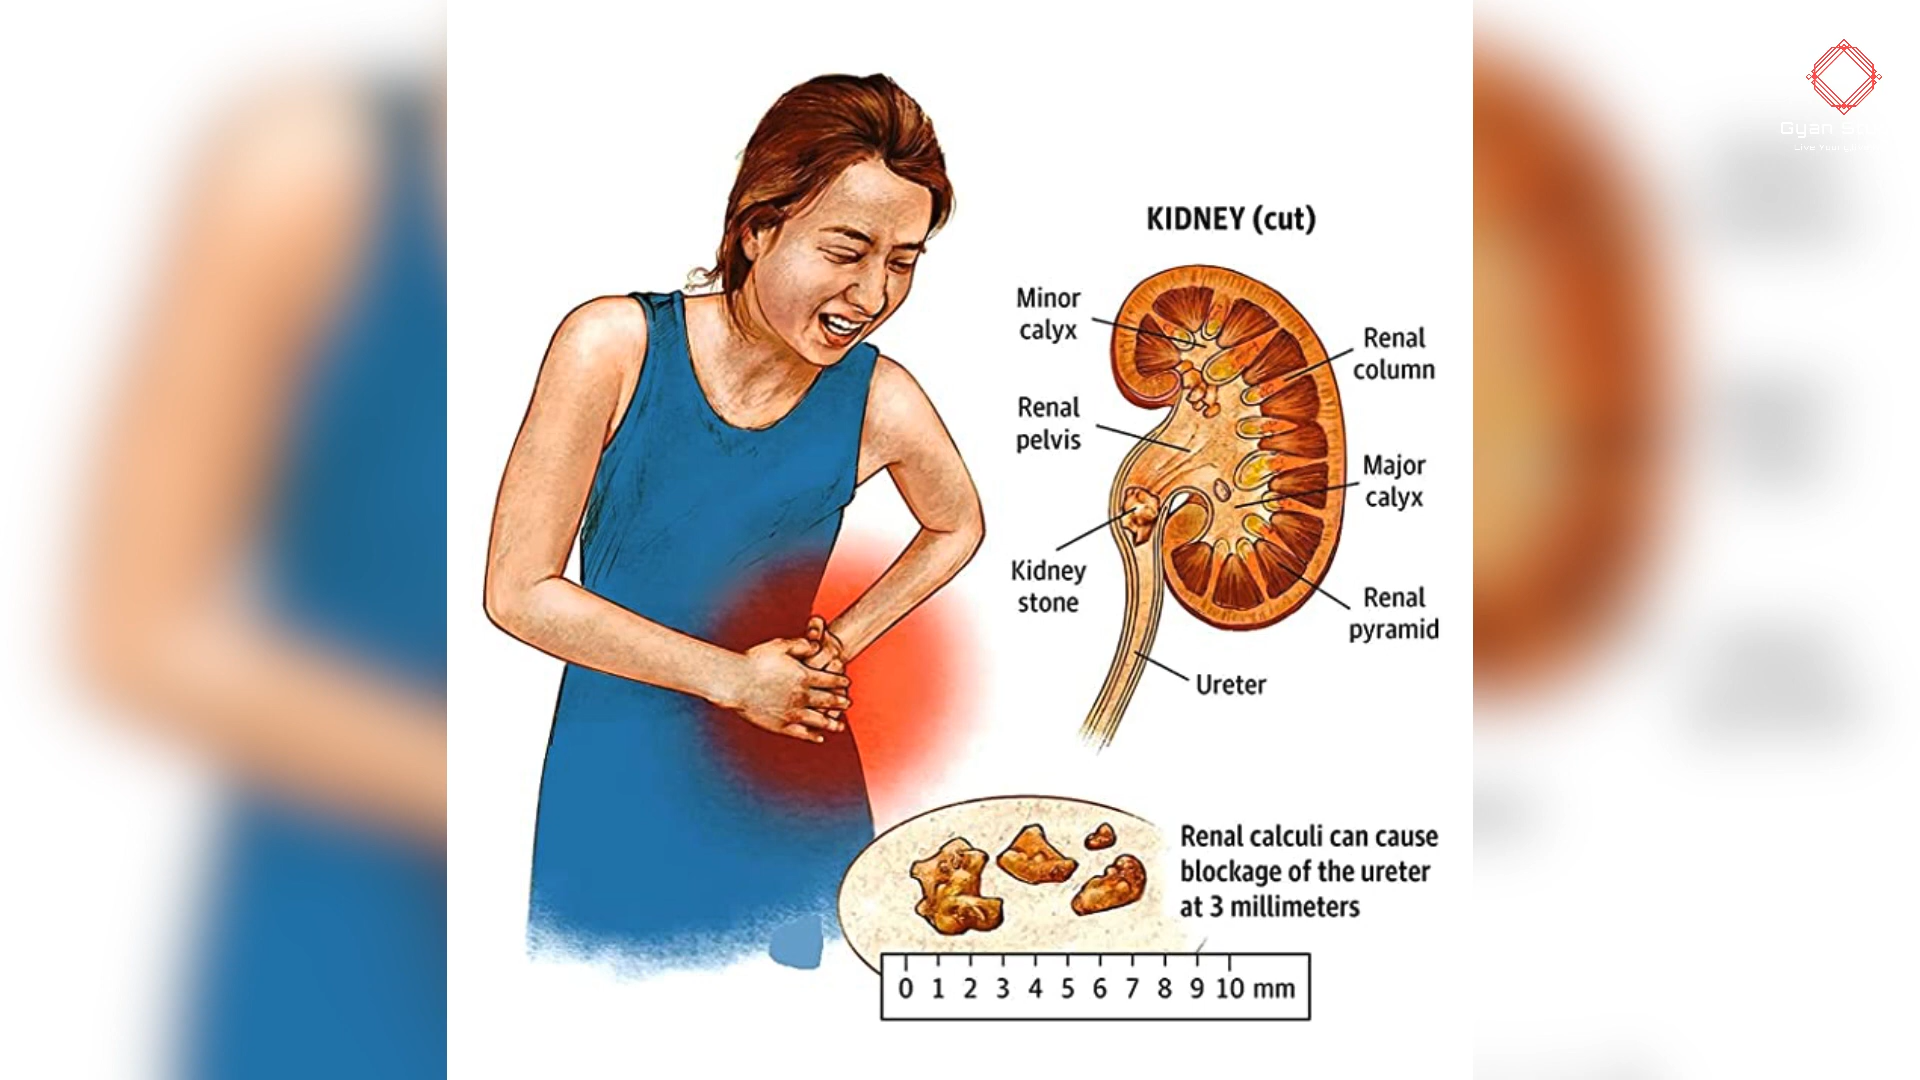 KIDNEY (cut)
Minor
calyx
Renal
column
Renal
pelvis
Major
calyx
Kidney
stone
Renal
pyramid
Ureter
Renal calculi can cause
blockage of the ureter
at 3 millimeters
0 1 2 3 4 5 6 7 8 9 10 mm
Gyan